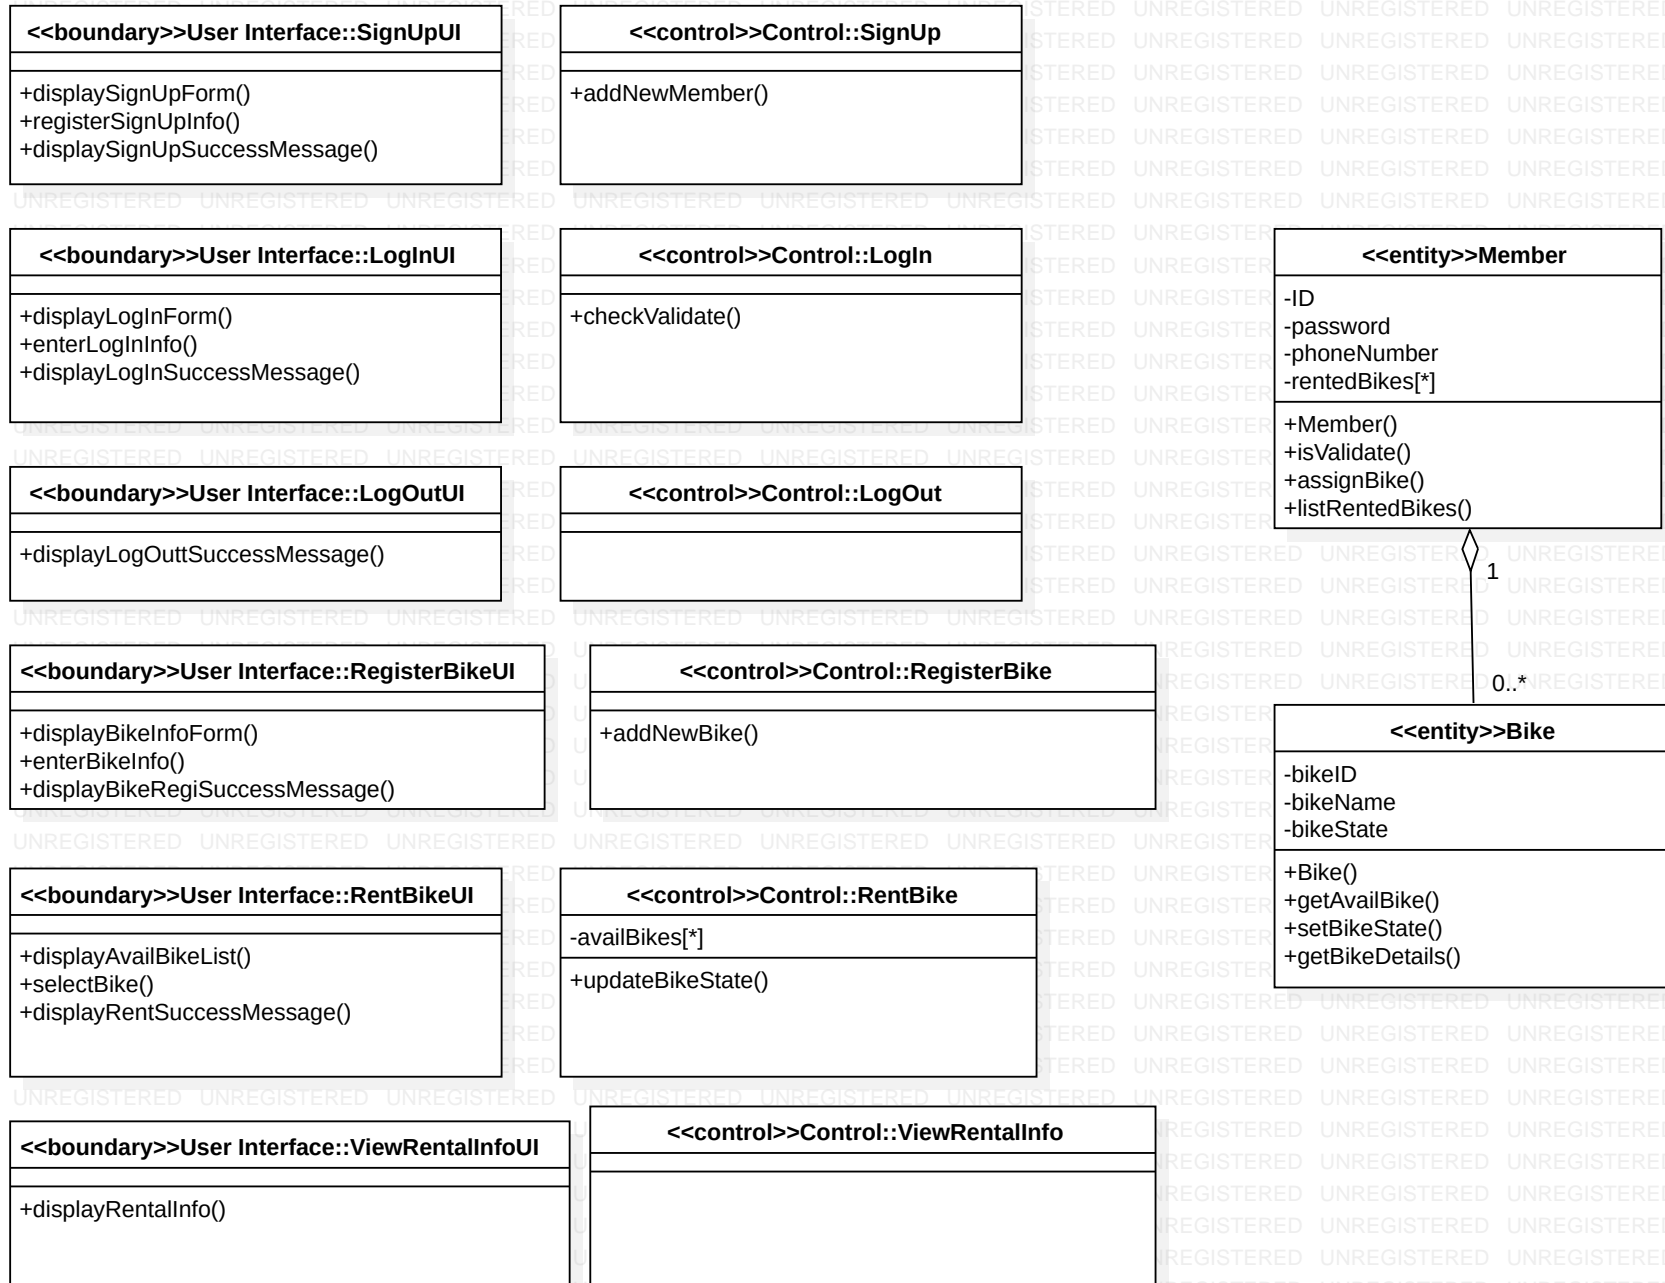 <<boundary>>User Interface::SignUpUI
+displaySignUpForm()
+registerSignUpInfo()
+displaySignUpSuccessMessage()
<<control>>Control::SignUp
+addNewMember()
<<boundary>>User Interface::LogInUI
+displayLogInForm()
+enterLogInInfo()
+displayLogInSuccessMessage()
<<control>>Control::LogIn
+checkValidate()
<<entity>>Member
-ID
-password
-phoneNumber
-rentedBikes[*]
+Member()
+isValidate()
+assignBike()
+listRentedBikes()
<<boundary>>User Interface::LogOutUI
+displayLogOuttSuccessMessage()
<<control>>Control::LogOut
1
0..*
<<boundary>>User Interface::RegisterBikeUI
+displayBikeInfoForm()
+enterBikeInfo()
+displayBikeRegiSuccessMessage()
<<control>>Control::RegisterBike
+addNewBike()
<<entity>>Bike
-bikeID
-bikeName
-bikeState
+Bike()
+getAvailBike()
+setBikeState()
+getBikeDetails()
<<boundary>>User Interface::RentBikeUI
+displayAvailBikeList()
+selectBike()
+displayRentSuccessMessage()
<<control>>Control::RentBike
-availBikes[*]
+updateBikeState()
<<boundary>>User Interface::ViewRentalInfoUI
+displayRentalInfo()
<<control>>Control::ViewRentalInfo
UNREGISTERED